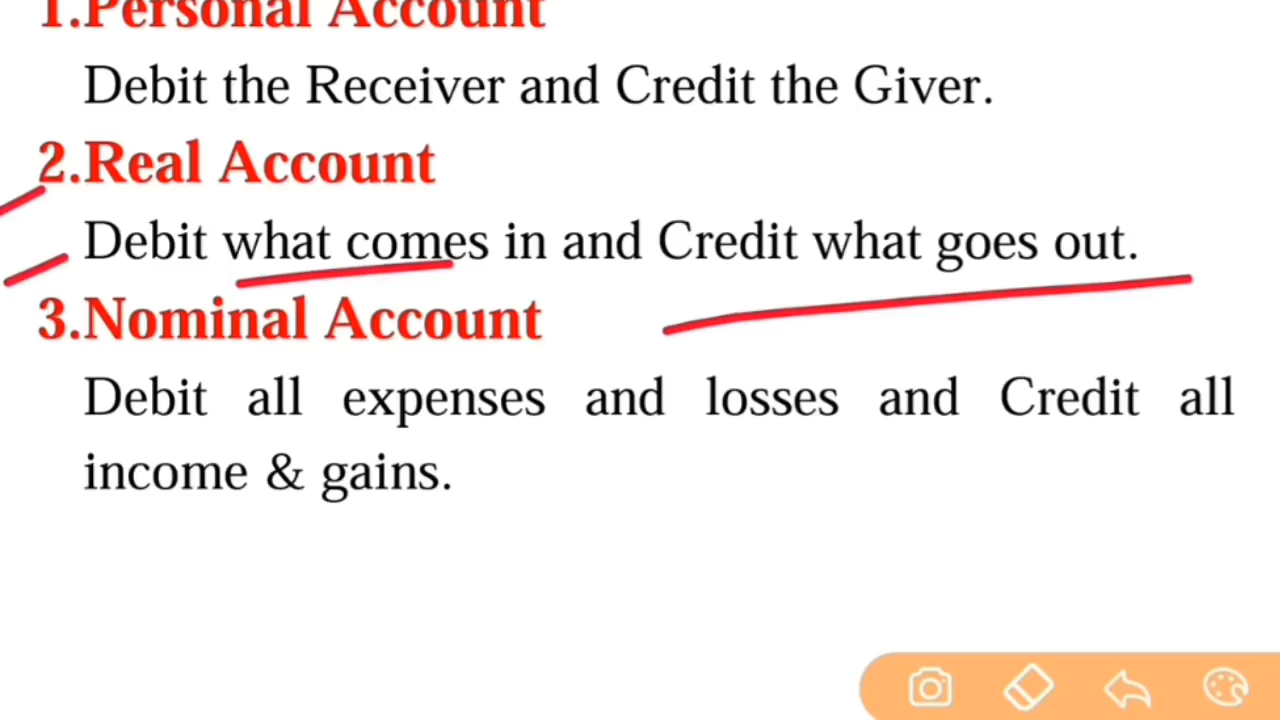 1.Personal Account
Debit the Receiver and Credit the Giver.
2.Real Account
Debit what comes in and Credit what goes out.
3.Nominal Account
Debit all expenses and losses and Credit all
income & gains.